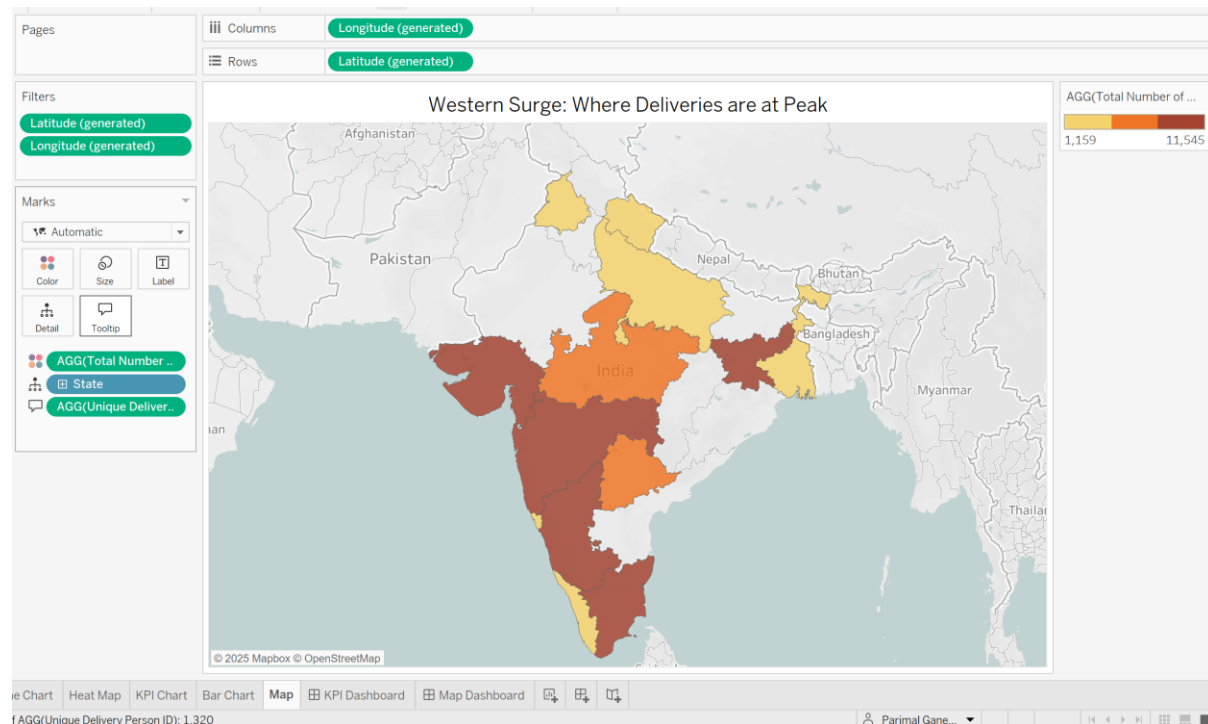 Pages
Columns
Longitude (generated)
Rows
Latitude (generated)
Filters
Latitude (generated)
Longitude (generated)
Marks
Automatic
Color
Size
Label
Detail
Tooltip
AGG(Total Number ..
State
AGG(Unique Deliver..
Western Surge: Where Deliveries are at Peak
Afghanistan
Pakistan
Nepal
Bhutan
Bangladesh
India
Myanmar
Thailan
an
© 2025 Mapbox © OpenStreetMap
AGG(Total Number of ...
1,159 11,545
e Chart
Heat Map
KPI Chart
Bar Chart
Map
KPI Dashboard
Map Dashboard
f AGG(Unique Delivery Person ID): 1,320
Parimal Gane...